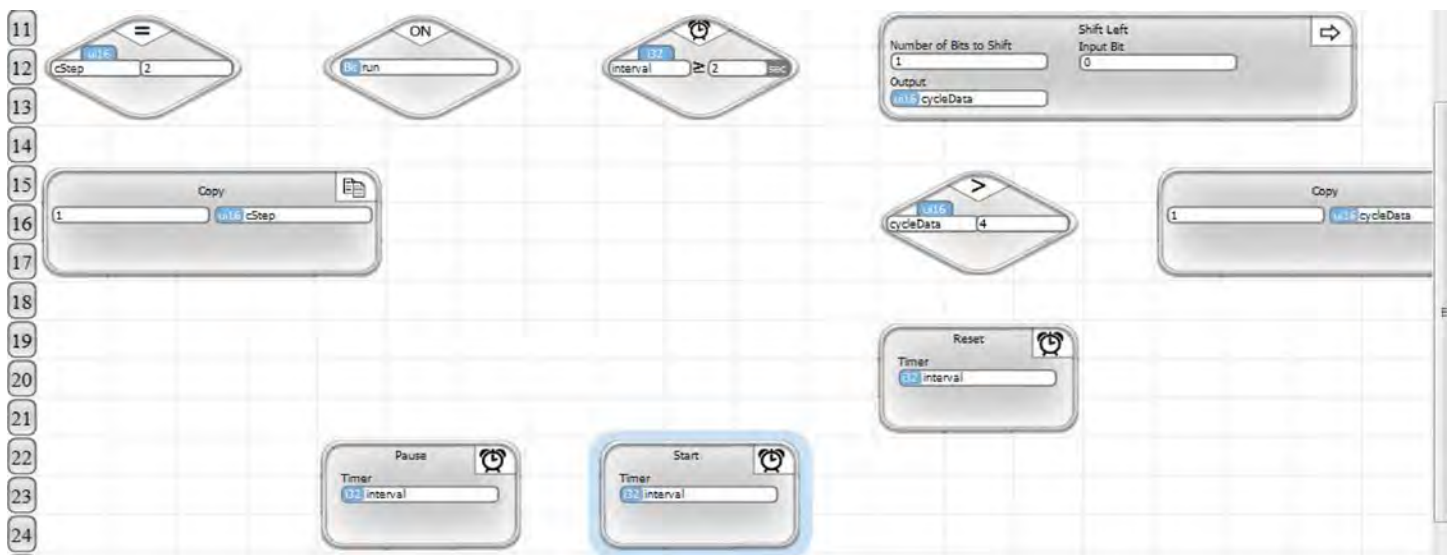 11
=
ON
Shift Left
ui16
i32
Number of Bits to Shift
Input Bit
12
cStep
2
Bit run
interval
≥
2
sec
1
0
Output
13
ui16 cycleData
14
15
Copy
>
Copy
ui16
16
1
ui16 cStep
cycleData
4
1
ui16 cycleData
17
18
19
Reset
Timer
20
i32 interval
21
22
Pause
Start
Timer
Timer
23
i32 interval
i32 interval
24